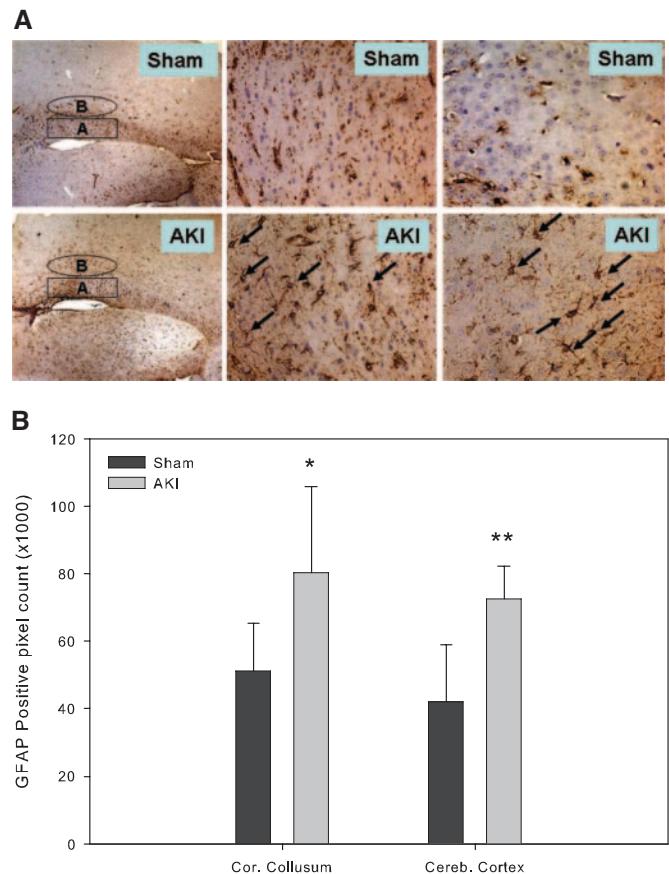 A
Sham
Sham
Sham
B
A
AKI
AKI
AKI
B
A
B
120
100
80
60
40
20
0
GFAP Positive pixel count (x1000)
Sham
AKI
*
**
Cor. Collusum
Cereb. Cortex